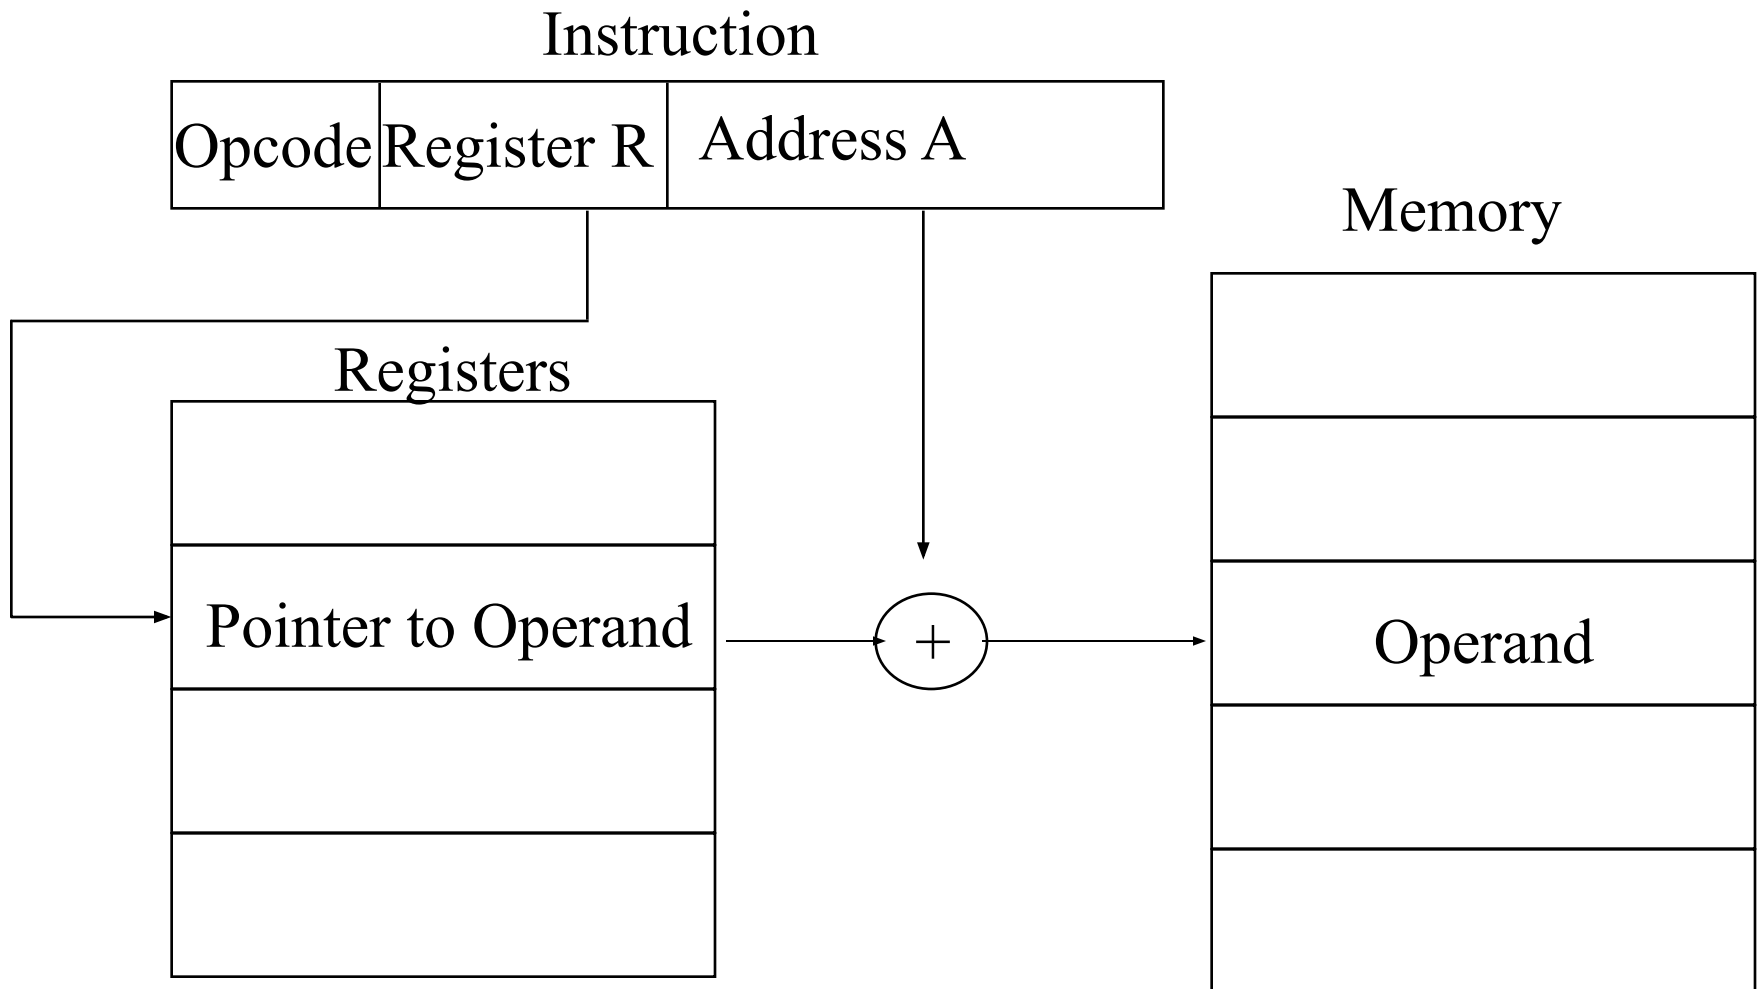 Instruction
Opcode Register R Address A
Memory
Registers
Pointer to Operand
+
Operand